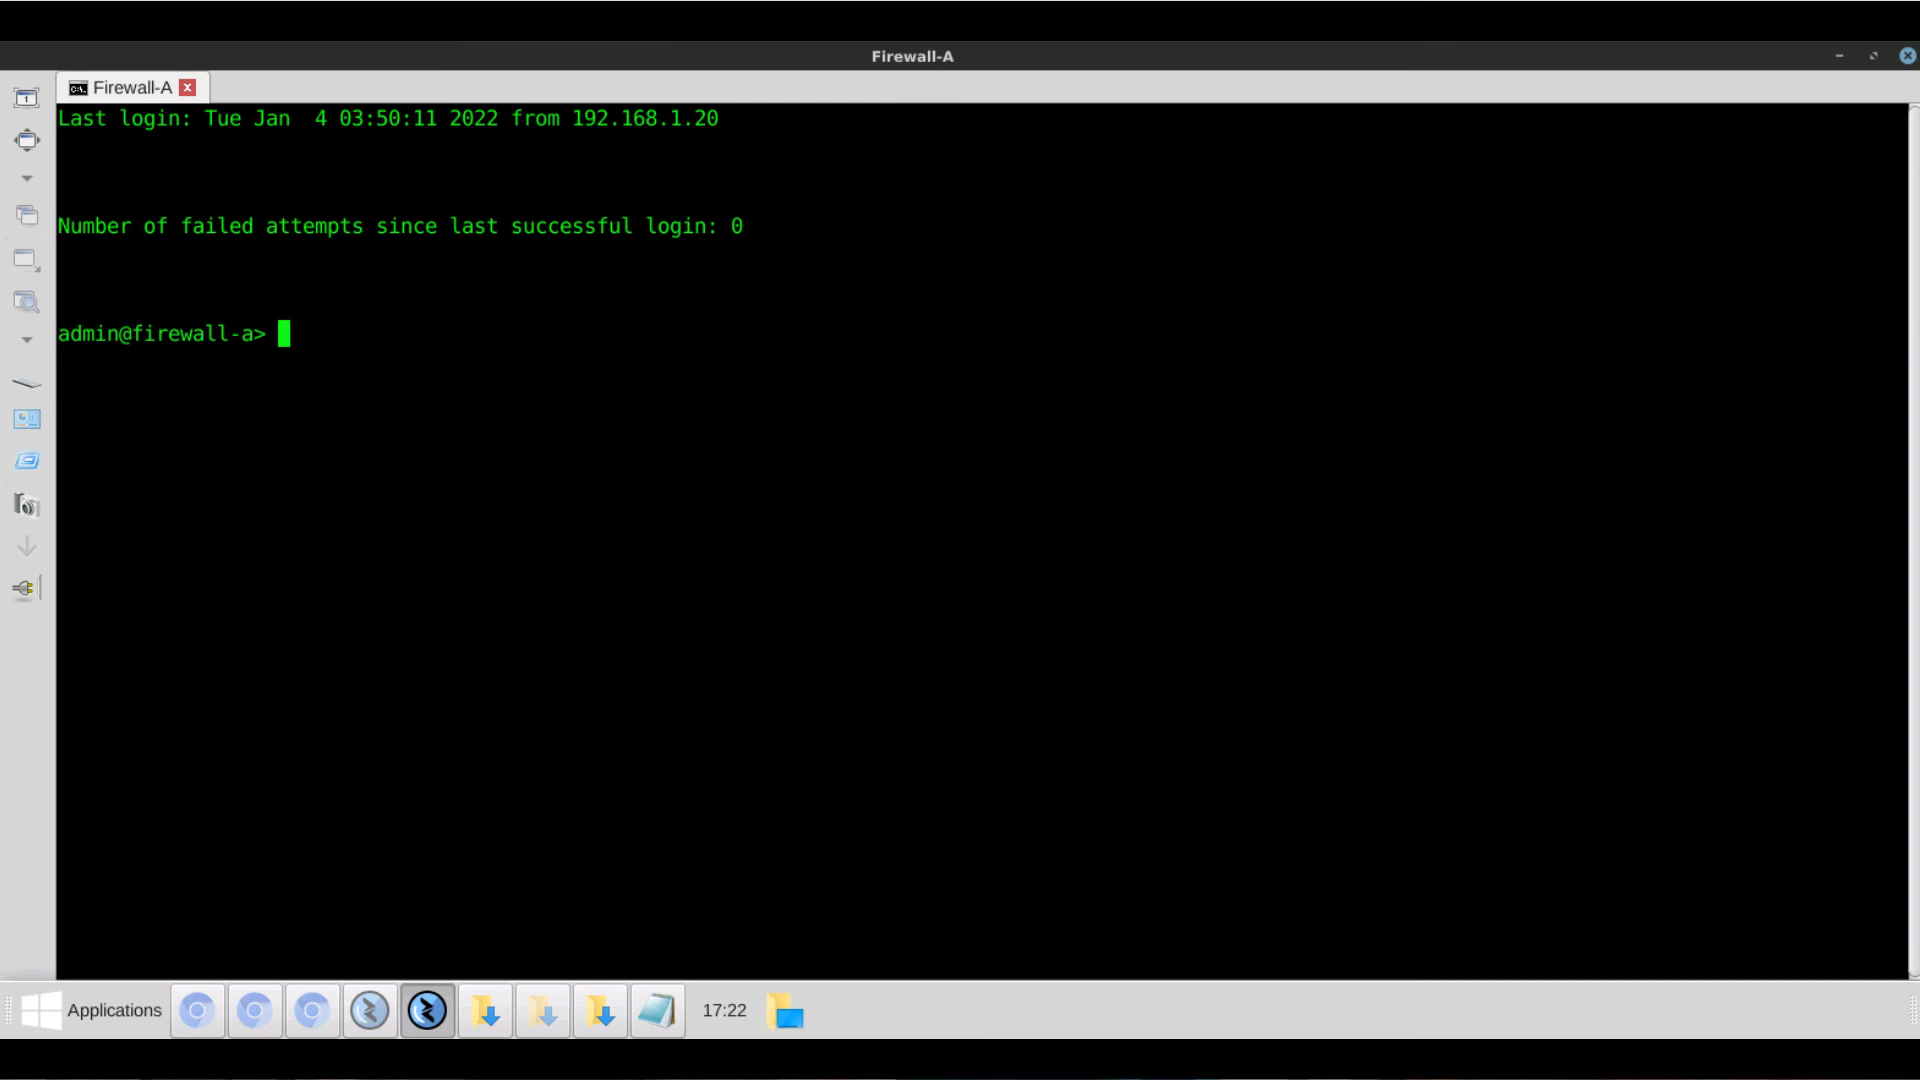 Firewall-A
Firewall-A
Last login: Tue Jan  4 03:50:11 2022 from 192.168.1.20
Number of failed attempts since last successful login: 0
admin@firewall-a>
Applications
17:22